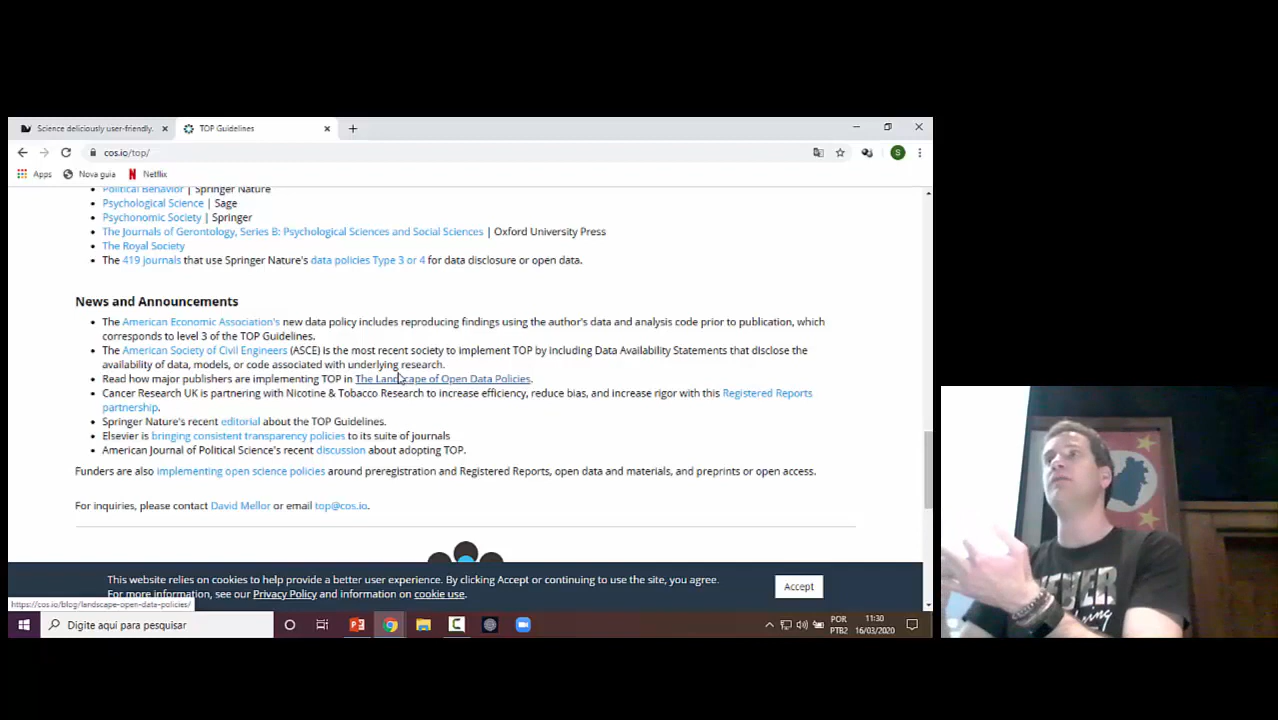 Science deliciously user-friendly.
TOP Guidelines
cos.io/top/
Apps
Nova guia
Netflix
S
Political Behavior | Springer Nature
Psychological Science | Sage
Psychonomic Society | Springer
The Journals of Gerontology, Series B: Psychological Sciences and Social Sciences | Oxford University Press
The Royal Society
The 419 journals that use Springer Nature's data policies Type 3 or 4 for data disclosure or open data.
News and Announcements
The American Economic Association's new data policy includes reproducing findings using the author's data and analysis code prior to publication, which
corresponds to level 3 of the TOP Guidelines.
The American Society of Civil Engineers (ASCE) is the most recent society to implement TOP by including Data Availability Statements that disclose the
availability of data, models, or code associated with underlying research.
Read how major publishers are implementing TOP in The Landscape of Open Data Policies.
Cancer Research UK is partnering with Nicotine & Tobacco Research to increase efficiency, reduce bias, and increase rigor with this Registered Reports
partnership.
Springer Nature's recent editorial about the TOP Guidelines.
Elsevier is bringing consistent transparency policies to its suite of journals
American Journal of Political Science's recent discussion about adopting TOP.
Funders are also implementing open science policies around preregistration and Registered Reports, open data and materials, and preprints or open access.
For inquiries, please contact David Mellor or email top@cos.io.
This website relies on cookies to help provide a better user experience. By clicking Accept or continuing to use the site, you agree.
For more information, see our Privacy Policy and information on cookie use.
Accept
https://cos.io/blog/landscape-open-data-policies/
Digite aqui para pesquisar
POR
PTB2
11:30
16/03/2020